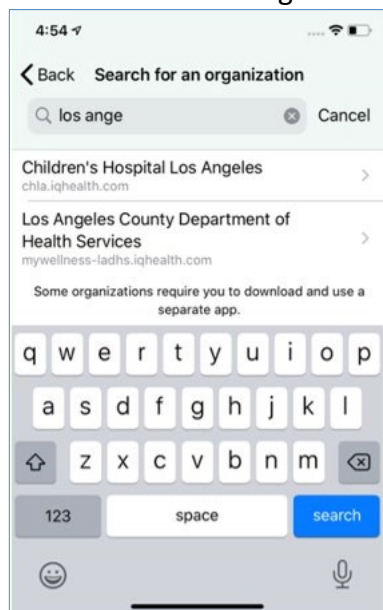 4:54
Back Search for an organization
los ange Cancel
Children's Hospital Los Angeles
chla.iqhealth.com
Los Angeles County Department of
Health Services
mywellness-ladhs.iqhealth.com
Some organizations require you to download and use a
separate app.
q w e r t y u i o p
a s d f g h j k l
z x c v b n m
123 space search